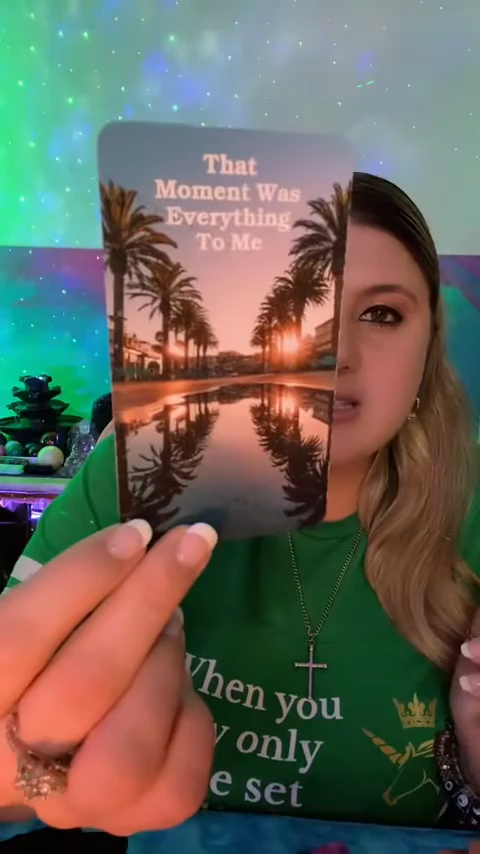 That
Moment Was
Everything
To Me
When you
only
set